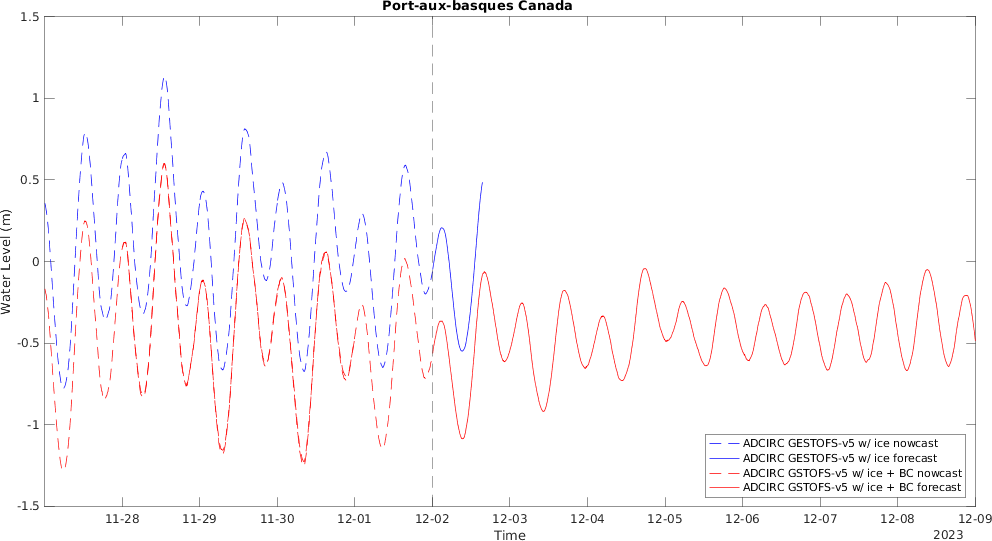 Port-aux-basques Canada
1.5
1
0.5
0
-0.5
-1
-1.5
Water Level (m)
11-28
11-29
11-30
12-01
12-02
12-03
12-04
12-05
12-06
12-07
12-08
12-09
Time
2023
ADCIRC GESTOFS-v5 w/ ice nowcast
ADCIRC GESTOFS-v5 w/ ice forecast
ADCIRC GSTOFS-v5 w/ ice + BC nowcast
ADCIRC GSTOFS-v5 w/ ice + BC forecast